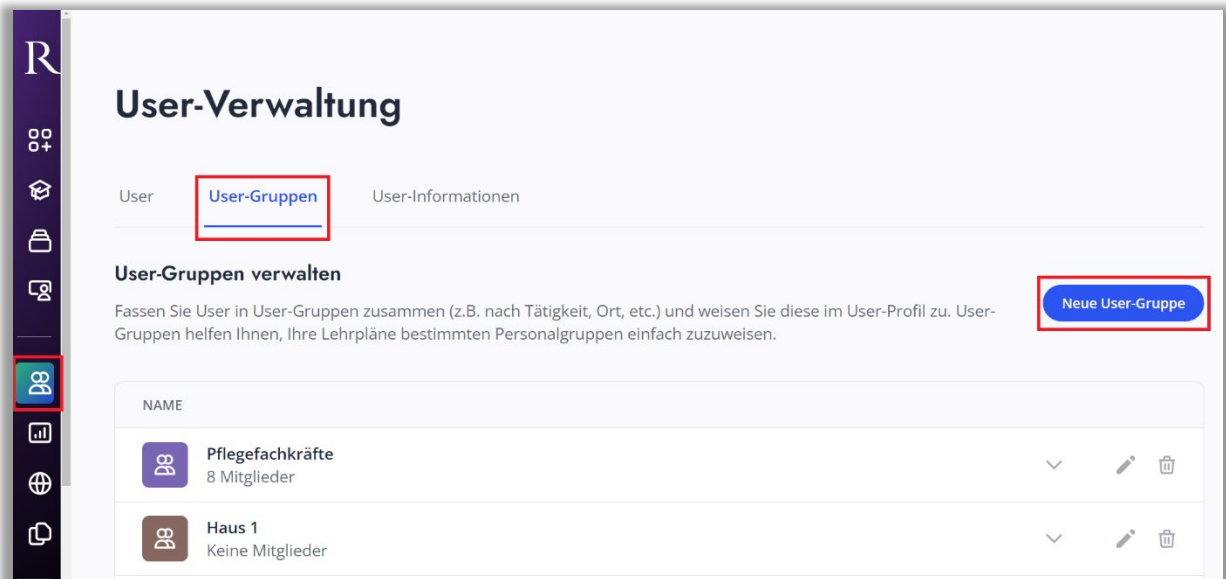 R
User-Verwaltung
User
User-Gruppen
User-Informationen
User-Gruppen verwalten
Fassen Sie User in User-Gruppen zusammen (z.B. nach Tätigkeit, Ort, etc.) und weisen Sie diese im User-Profil zu. User-
Gruppen helfen Ihnen, Ihre Lehrpläne bestimmten Personalgruppen einfach zuzuweisen.
Neue User-Gruppe
NAME
Pflegefachkräfte
8 Mitglieder
Haus 1
Keine Mitglieder